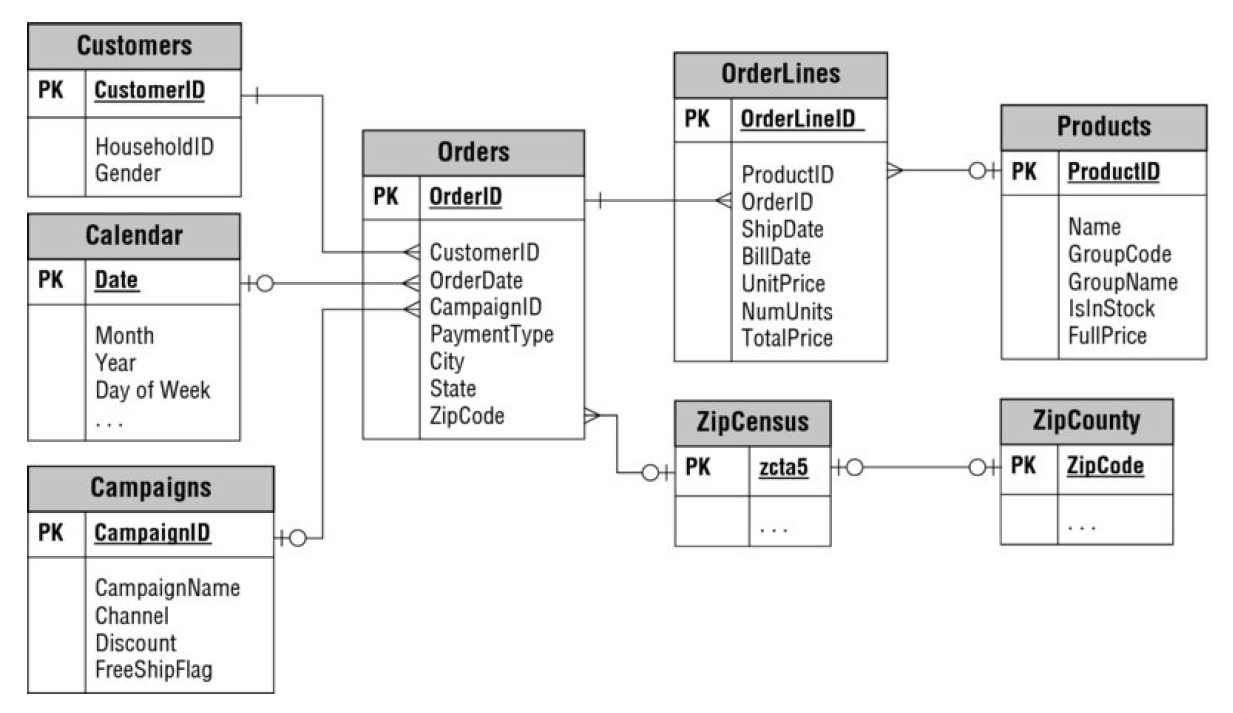 Customers
PK CustomerID
HouseholdID
Gender
Calendar
PK Date
Month
Year
Day of Week
. . .
Campaigns
PK CampaignID
CampaignName
Channel
Discount
FreeShipFlag
Orders
PK OrderID
CustomerID
OrderDate
CampaignID
PaymentType
City
State
ZipCode
OrderLines
PK OrderLineID
ProductID
OrderID
ShipDate
BillDate
UnitPrice
NumUnits
TotalPrice
Products
PK ProductID
Name
GroupCode
GroupName
IsInStock
FullPrice
ZipCensus
PK zcta5
. . .
ZipCounty
PK ZipCode
. . .